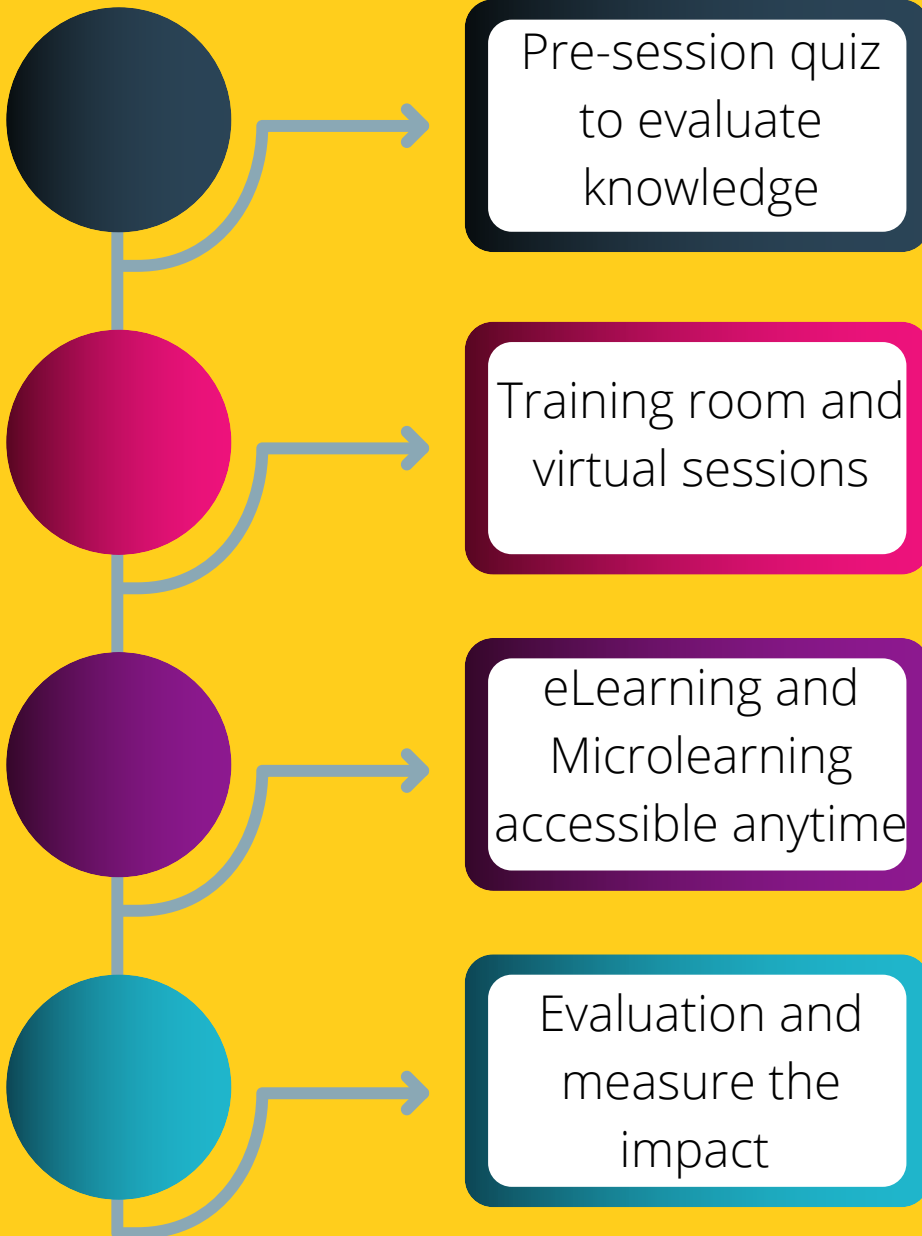 Pre-session quiz
to evaluate
knowledge
Training room and
virtual sessions
eLearning and
Microlearning
accessible anytime
Evaluation and
measure the
impact